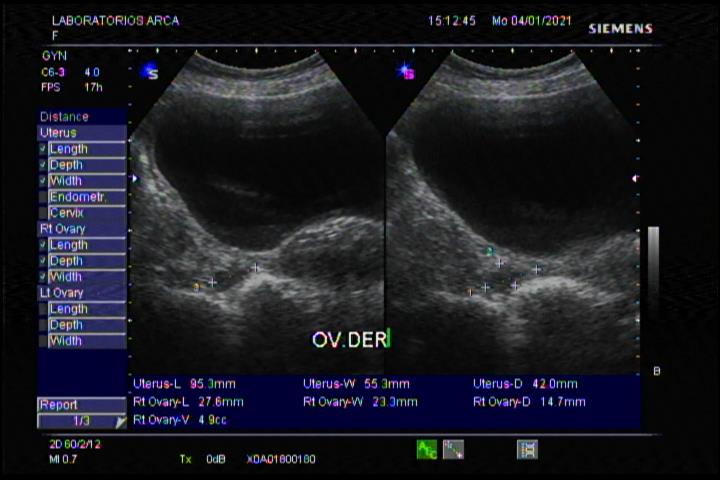 LABORATORIOS ARCA
F
15:12:45 Mo 04/01/2021
SIEMENS
GYN
C6-3 4.0
FPS 17h
S
S
Distance
Uterus
Length
Depth
Width
Endometr.
Cervix
Rt Ovary
Length
Depth
Width
Lt Ovary
Length
Depth
Width
OV.DER
B
Uterus-L 95.3mm Uterus-W 55.3mm Uterus-D 42.0mm
Rt Ovary-L 27.6mm Rt Ovary-W 23.3mm Rt Ovary-D 14.7mm
Rt Ovary-V 4.9cc
Report
1/3
2D 60/2/12
MI 0.7 Tx 0dB